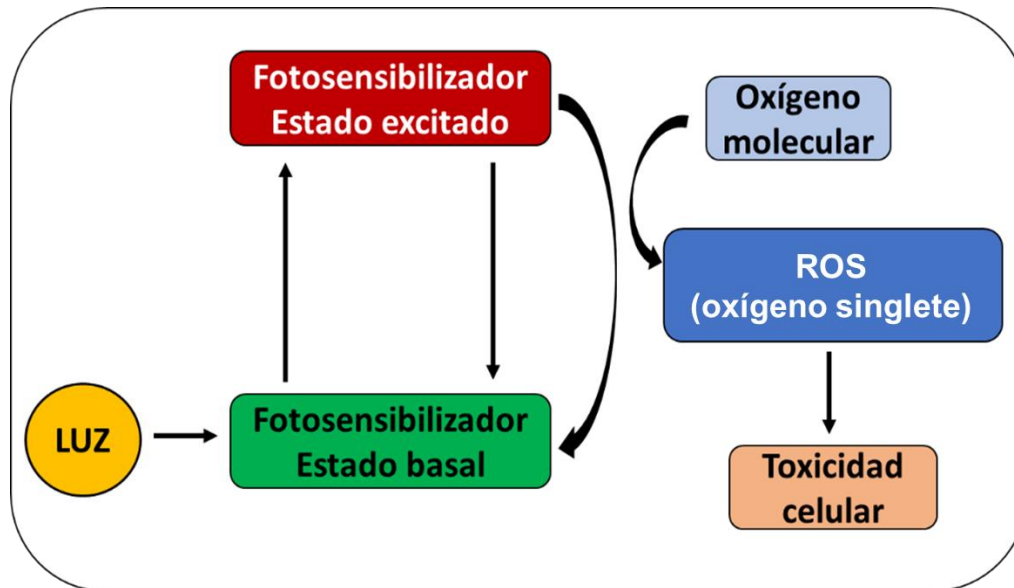 Fotosensibilizador
Estado excitado
Oxígeno
molecular
ROS
(oxígeno singlete)
LUZ
Fotosensibilizador
Estado basal
Toxicidad
celular